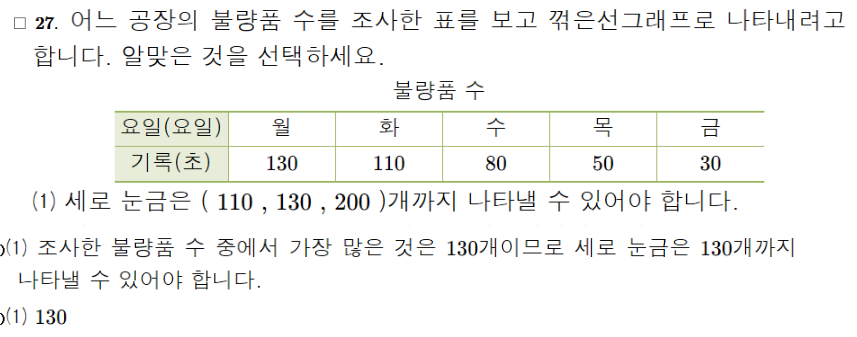 □ 27. 어느 공장의 불량품 수를 조사한 표를 보고 꺾은선그래프로 나타내려고
합니다. 알맞은 것을 선택하세요.
불량품 수
요일(요일) 월 화 수 목 금
기록(초) 130 110 80 50 30
(1) 세로 눈금은 ( 110 , 130 , 200 )개까지 나타낼 수 있어야 합니다.
(1) 조사한 불량품 수 중에서 가장 많은 것은 130개이므로 세로 눈금은 130개까지
나타낼 수 있어야 합니다.
(1) 130